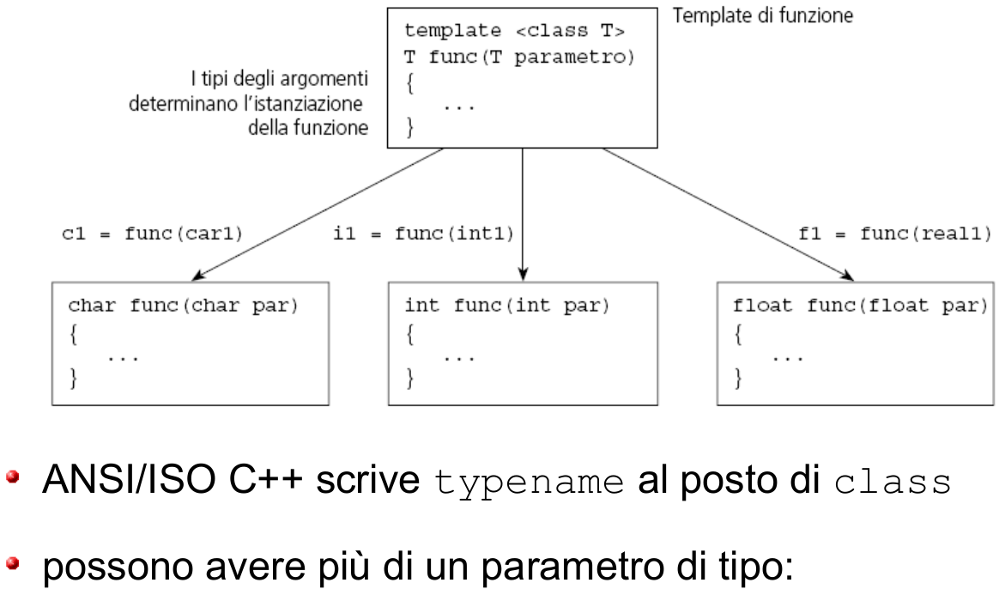 Template di funzione
template <class T>
T func(T parametro)
{
...
}
I tipi degli argomenti
determinano l'istanziazione
della funzione
c1 = func(car1)
i1 = func(int1)
f1 = func(real1)
char func(char par)
{
...
}
int func(int par)
{
...
}
float func(float par)
{
...
}
ANSI/ISO C++ scrive typename al posto di class
possono avere più di un parametro di tipo: